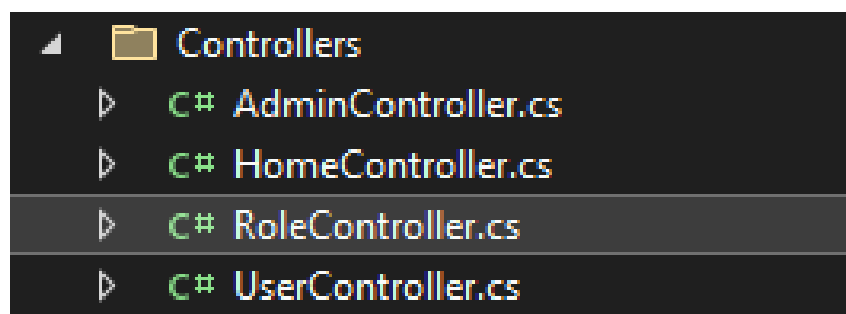 Controllers
C# AdminController.cs
C# HomeController.cs
C# RoleController.cs
C# UserController.cs